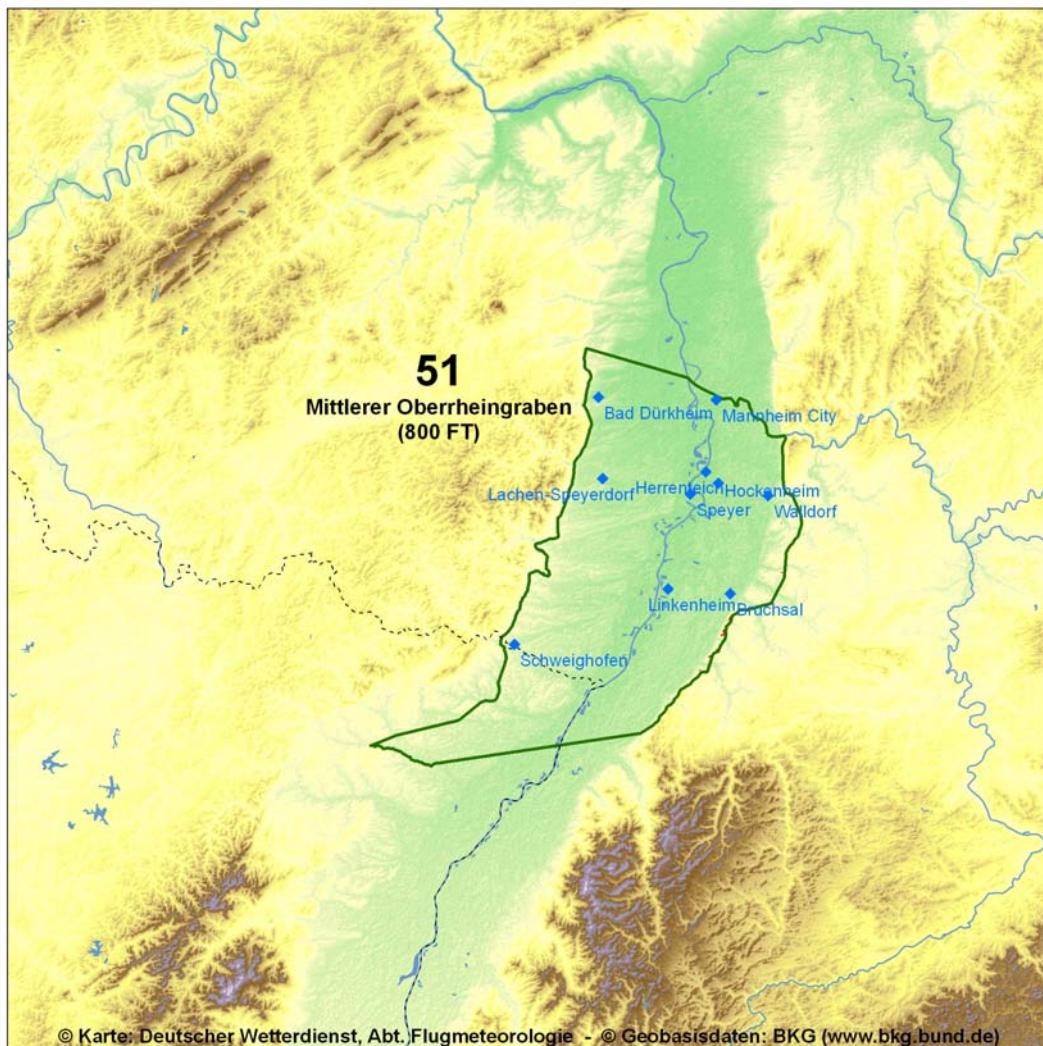 51
Mittlerer Oberrheingraben
(800 FT)
Bad Dürkheim
Mannheim City
Lachen-Speyerdorf
Herrenteich
Hockenheim
Speyer
Walldorf
Linkenheim
Bruchsal
Schweighofen
© Karte: Deutscher Wetterdienst, Abt. Flugmeteorologie - © Geobasisdaten: BKG (www.bkg.bund.de)